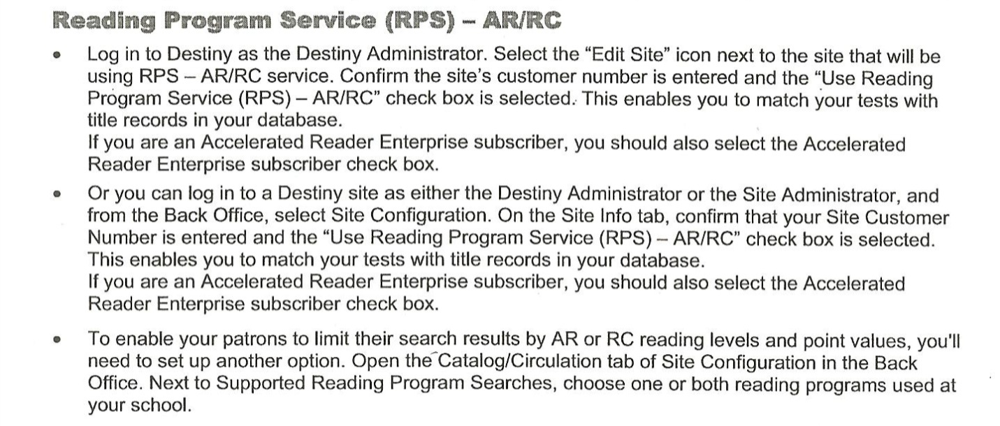 Reading Program Service (RPS) – AR/RC
• Log in to Destiny as the Destiny Administrator. Select the “Edit Site” icon next to the site that will be
using RPS – AR/RC service. Confirm the site’s customer number is entered and the “Use Reading
Program Service (RPS) – AR/RC” check box is selected. This enables you to match your tests with
title records in your database.
If you are an Accelerated Reader Enterprise subscriber, you should also select the Accelerated
Reader Enterprise subscriber check box.
• Or you can log in to a Destiny site as either the Destiny Administrator or the Site Administrator, and
from the Back Office, select Site Configuration. On the Site Info tab, confirm that your Site Customer
Number is entered and the “Use Reading Program Service (RPS) – AR/RC” check box is selected.
This enables you to match your tests with title records in your database.
If you are an Accelerated Reader Enterprise subscriber, you should also select the Accelerated
Reader Enterprise subscriber check box.
• To enable your patrons to limit their search results by AR or RC reading levels and point values, you'll
need to set up another option. Open the Catalog/Circulation tab of Site Configuration in the Back
Office. Next to Supported Reading Program Searches, choose one or both reading programs used at
your school.